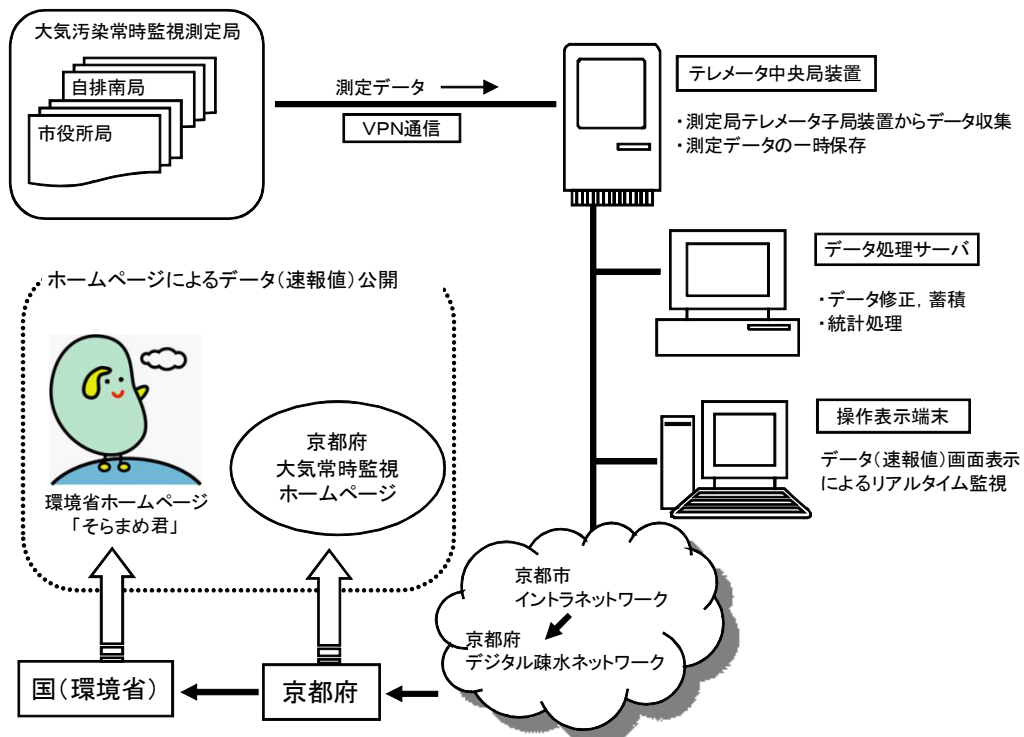 大気汚染常時監視測定局
自排南局
市役所局
測定データ
VPN通信
テレメータ中央局装置
・測定局テレメータ子局装置からデータ収集
・測定データの一時保存
データ処理サーバ
・データ修正,蓄積
・統計処理
操作表示端末
データ(速報値)画面表示
によるリアルタイム監視
ホームページによるデータ(速報値)公開
環境省ホームページ
「そらまめ君」
京都府
大気常時監視
ホームページ
京都市
イントラネットワーク
京都府
デジタル疎水ネットワーク
国(環境省)
京都府